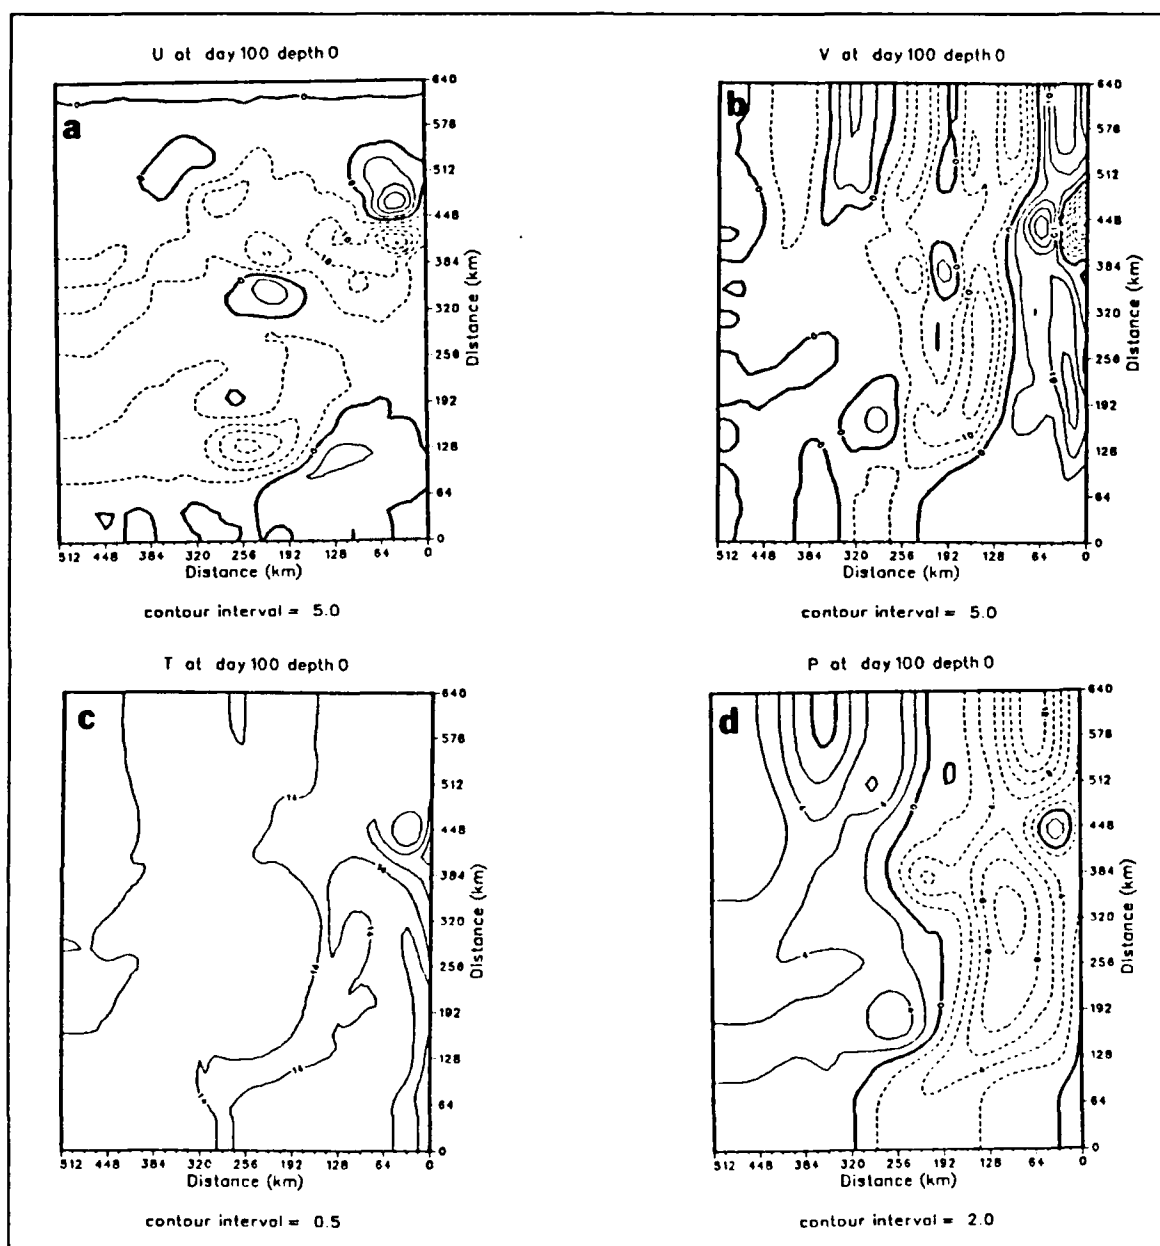 U at day 100 depth 0
a
640
576
512
448
384
320
256
192
128
64
0
Distance (km)
512 448 384 320 256 192 128 64 0
Distance (km)
contour interval = 5.0
V at day 100 depth 0
b
640
576
512
448
384
320
256
192
128
64
0
Distance (km)
512 448 384 320 256 192 128 64 0
Distance (km)
contour interval = 5.0
T at day 100 depth 0
c
640
576
512
448
384
320
256
192
128
64
0
Distance (km)
512 448 384 320 256 192 128 64 0
Distance (km)
contour interval = 0.5
P at day 100 depth 0
d
640
576
512
448
384
320
256
192
128
64
0
Distance (km)
512 448 384 320 256 192 128 64 0
Distance (km)
contour interval = 2.0